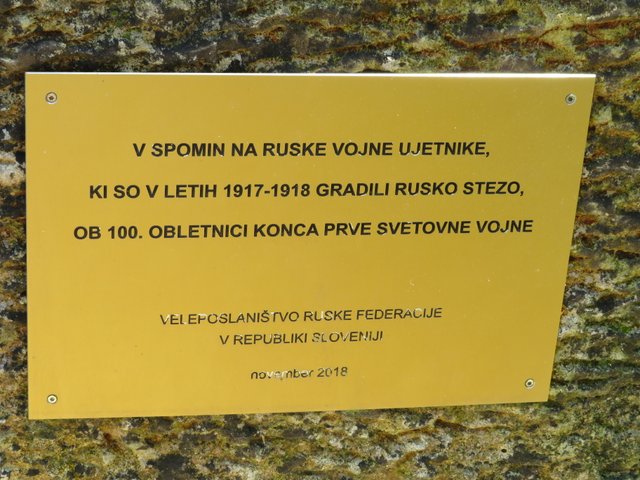 V SPOMIN NA RUSKE VOJNE UJETNIKE,
KI SO V LETIH 1917-1918 GRADILI RUSKO STEZO,
OB 100. OBLETNICI KONCA PRVE SVETOVNE VOJNE
VELEPOSLANIŠTVO RUSKE FEDERACIJE
V REPUBLIKI SLOVENIJI
november 2018